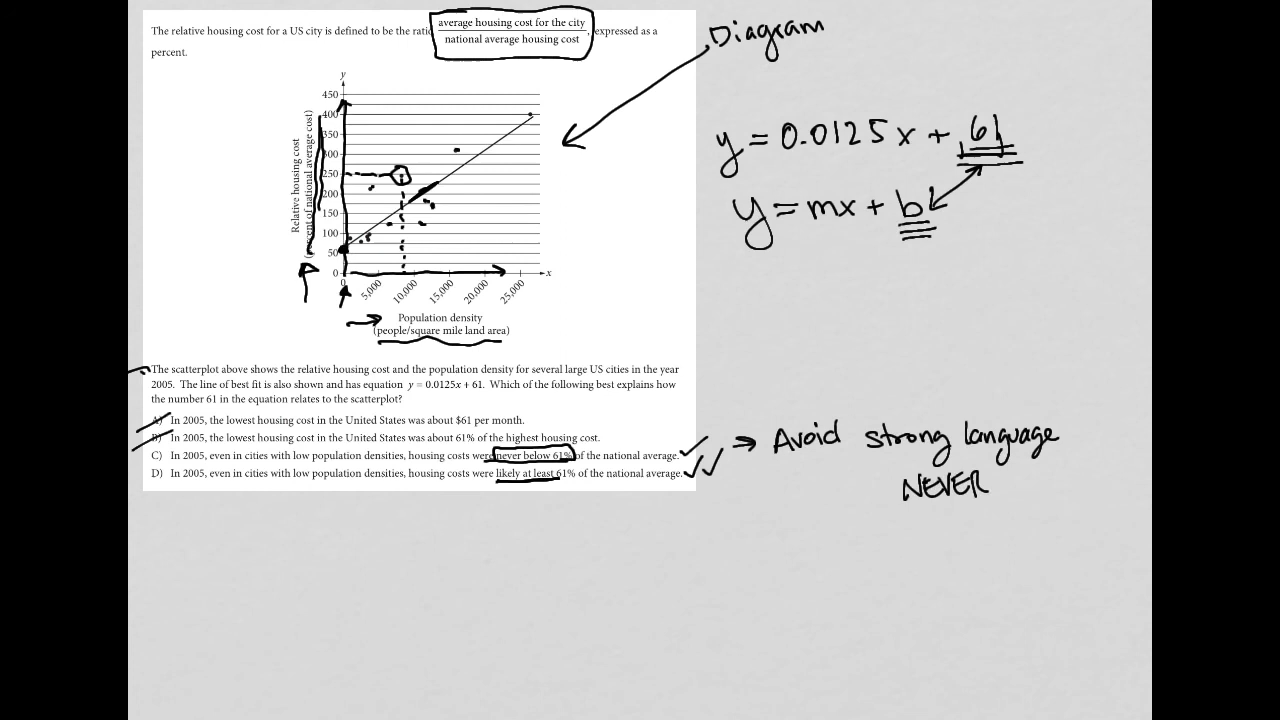 The relative housing cost for a US city is defined to be the ratio average housing cost for the city / national average housing cost, expressed as a
percent.
Diagram
y
450
400
350
300
250
200
150
100
50
0
Relative housing cost
(percent of national average cost)
0
5,000
10,000
15,000
20,000
25,000
x
Population density
(people/square mile land area)
y = 0.0125x + 61
y = mx + b
The scatterplot above shows the relative housing cost and the population density for several large US cities in the year
2005. The line of best fit is also shown and has equation y = 0.0125x + 61. Which of the following best explains how
the number 61 in the equation relates to the scatterplot?
A) In 2005, the lowest housing cost in the United States was about $61 per month.
B) In 2005, the lowest housing cost in the United States was about 61% of the highest housing cost.
C) In 2005, even in cities with low population densities, housing costs were never below 61% of the national average.
D) In 2005, even in cities with low population densities, housing costs were likely at least 61% of the national average.
Avoid strong language
NEVER